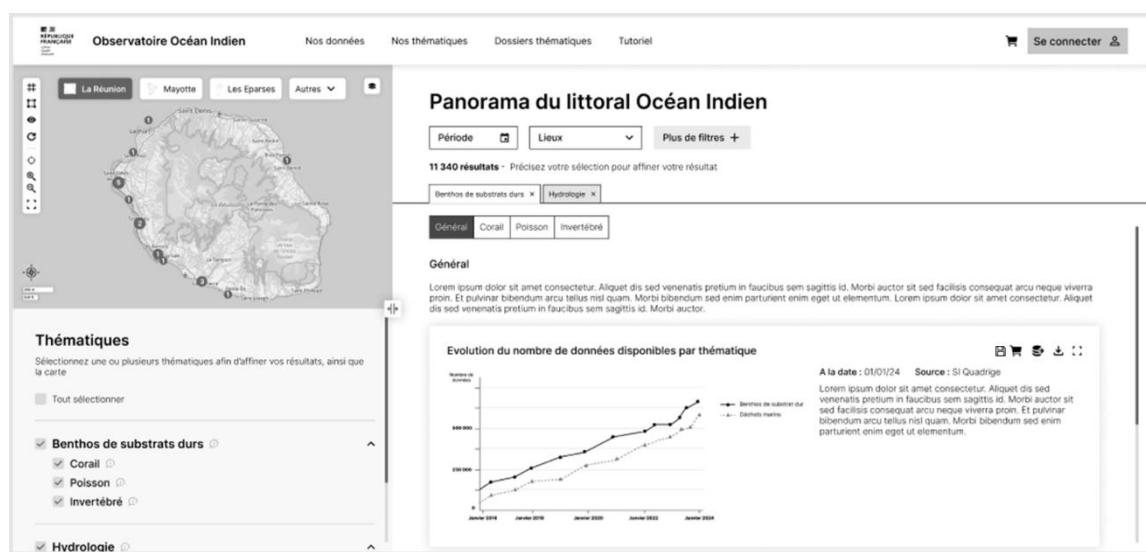 RÉPUBLIQUE
FRANÇAISE
Observatoire Océan Indien
Nos données
Nos thématiques
Dossiers thématiques
Tutoriel
Se connecter
La Réunion
Mayotte
Les Eparses
Autres
Saint-Denis
Thématiques
Sélectionnez une ou plusieurs thématiques afin d'affiner vos résultats, ainsi que
la carte
Tout sélectionner
Benthos de substrats durs
Corail
Poisson
Invertébré
Hydrologie
Panorama du littoral Océan Indien
Période
Lieux
Plus de filtres +
11 340 résultats - Précisez votre sélection pour affiner votre résultat
Benthos de substrats durs ×
Hydrologie ×
Général
Corail
Poisson
Invertébré
Général
Lorem ipsum dolor sit amet consectetur. Aliquet dis sed venenatis pretium in faucibus sem sagittis id. Morbi auctor sit sed facilisis consequat arcu neque viverra
proin. Et pulvinar bibendum arcu tellus nisl quam. Morbi bibendum sed enim parturient enim eget ut elementum. Lorem ipsum dolor sit amet consectetur. Aliquet
dis sed venenatis pretium in faucibus sem sagittis id. Morbi auctor.
Evolution du nombre de données disponibles par thématique
Nombre de
données
500 000
250 000
0
Janvier 2016
Janvier 2018
Janvier 2020
Janvier 2022
Janvier 2024
Benthos de substrat dur
Déchets marins
A la date : 01/01/24
Source : SI Quadrige
Lorem ipsum dolor sit amet consectetur. Aliquet dis sed
venenatis pretium in faucibus sem sagittis id. Morbi auctor sit
sed facilisis consequat arcu neque viverra proin. Et pulvinar
bibendum arcu tellus nisl quam. Morbi bibendum sed enim
parturient enim eget ut elementum.